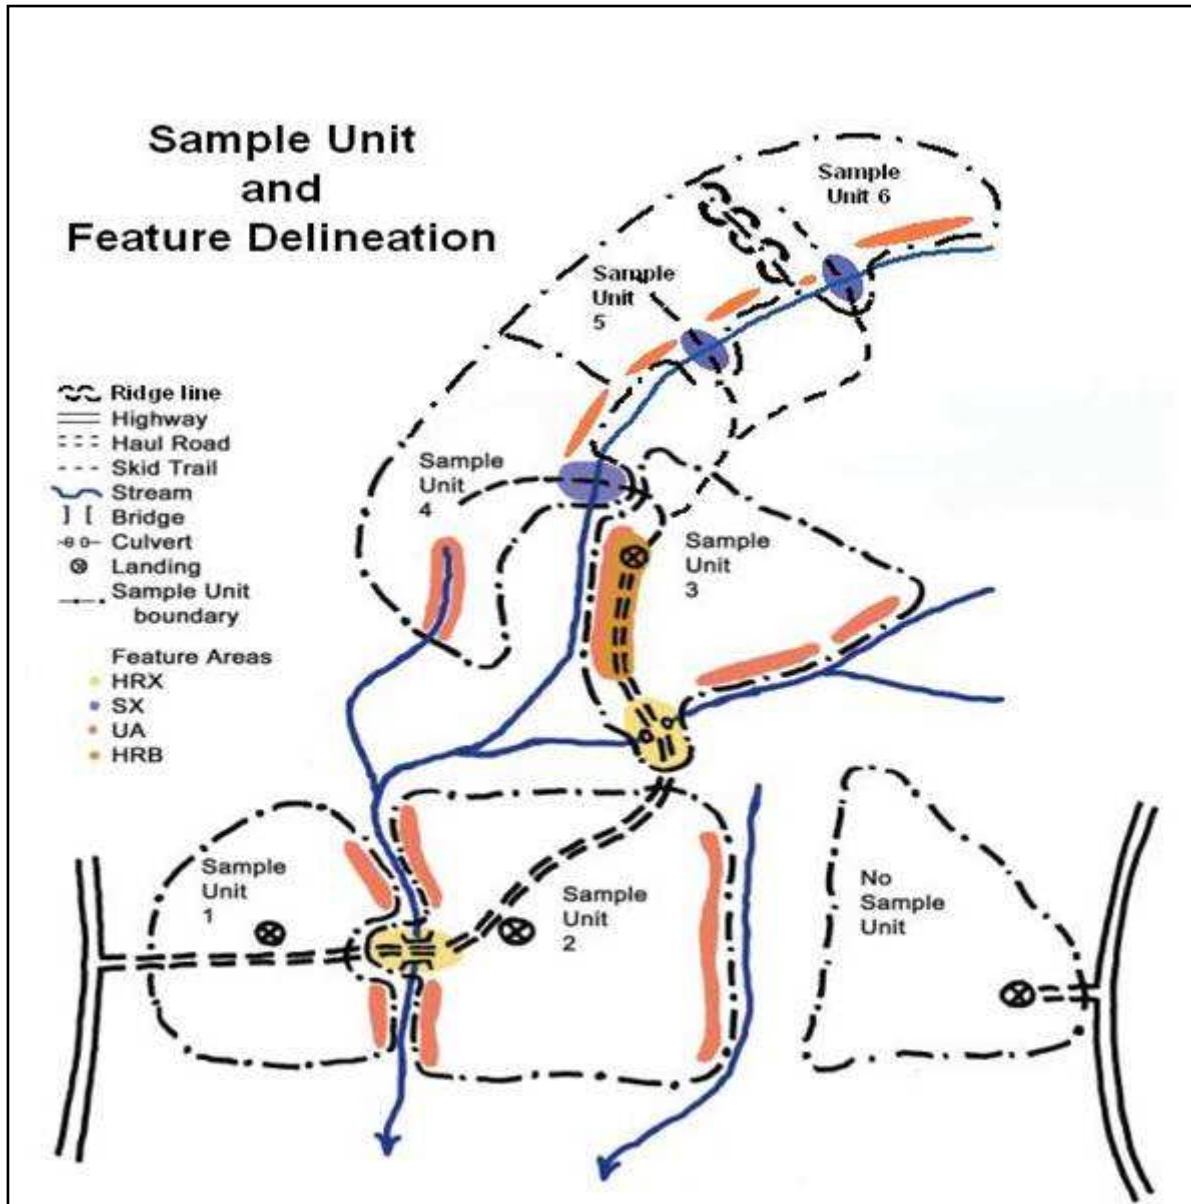 Sample Unit
and
Feature Delineation
Sample
Unit 6
Sample
Unit
5
Ridge line
Highway
Haul Road
Skid Trail
Stream
Bridge
Culvert
Landing
Sample Unit
boundary
Feature Areas
HRX
SX
UA
HRB
Sample
Unit
4
Sample
Unit
3
Sample
Unit
1
Sample
Unit
2
No
Sample
Unit